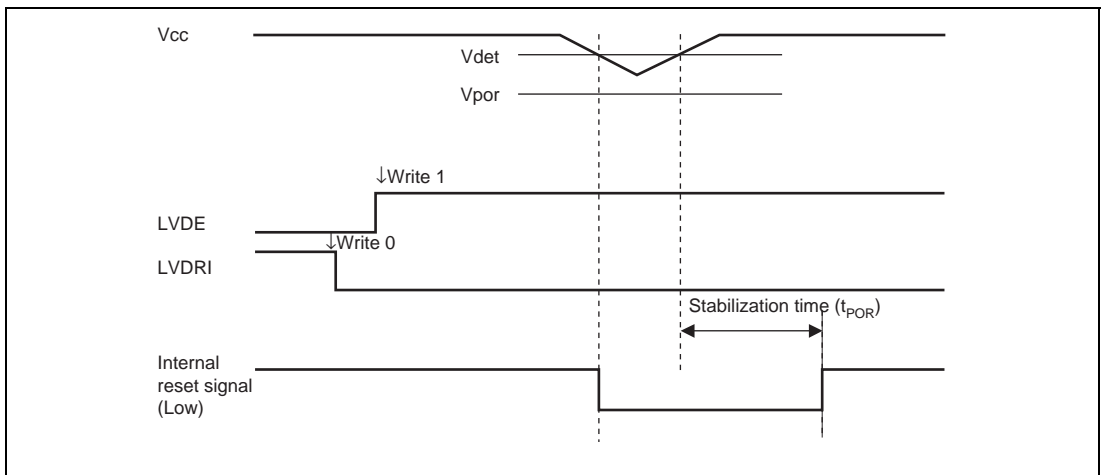 Vcc
Vdet
Vpor
↓Write 1
LVDE
↓Write 0
LVDRI
Stabilization time (tPOR)
Internal
reset signal
(Low)